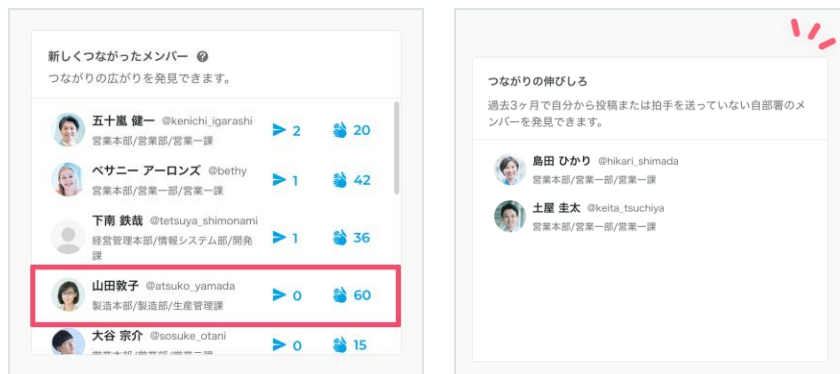 新しくつながったメンバー ?
つながりの広がりを発見できます。
五十嵐 健一 @kenichi_igarashi
営業本部/営業部/営業一課
2 20
ベサニー アーロンズ @bethy
営業本部/営業一部/営業一課
1 42
下南 鉄哉 @tetsuya_shimonami
経営管理本部/情報システム部/開発
課
1 36
山田敦子 @atsuko_yamada
製造本部/製造部/生産管理課
0 60
大谷 宗介 @sosuke_otani
0 15
つながりの伸びしろ
過去3ヶ月で自分から投稿または拍手を送っていない自部署のメ
ンバーを発見できます。
島田 ひかり @hikari_shimada
営業本部/営業一部/営業一課
土屋 圭太 @keita_tsuchiya
営業本部/営業一部/営業一課